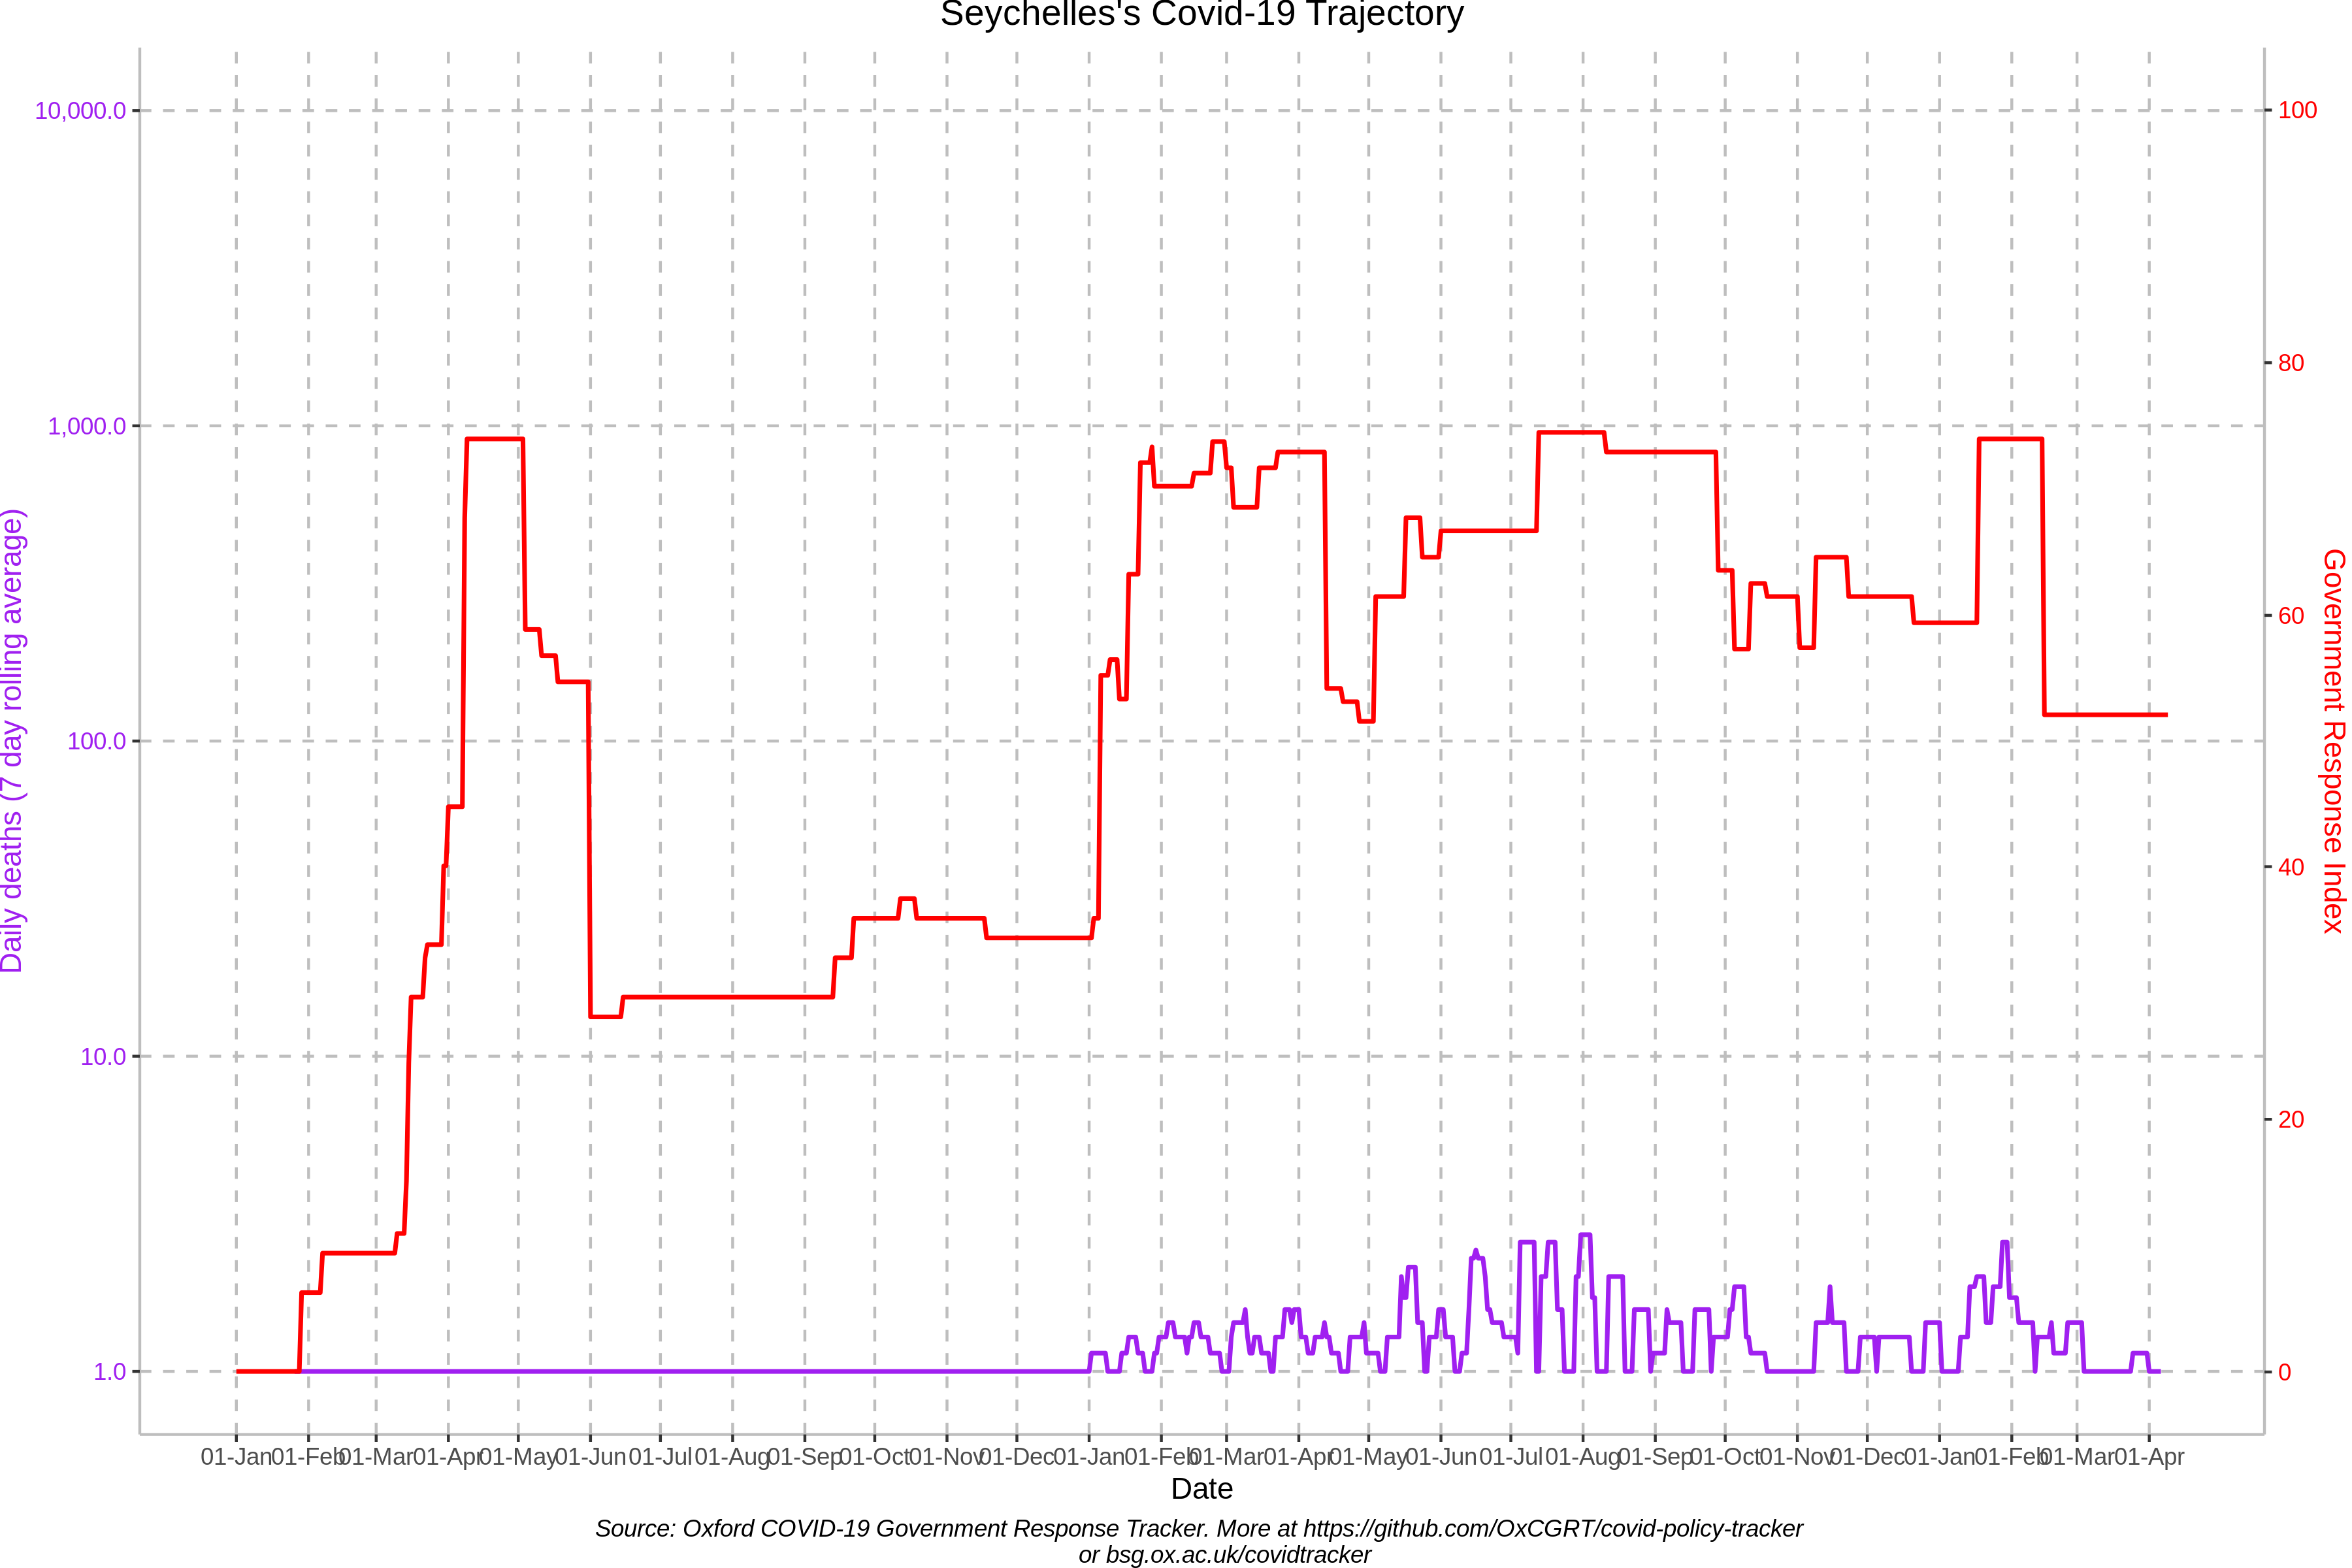 Seychelles's Covid-19 Trajectory
10,000.0
1,000.0
100.0
10.0
1.0
Daily deaths (7 day rolling average)
100
80
60
40
20
0
Government Response Index
01-Jan 01-Feb 01-Mar 01-Apr 01-May 01-Jun 01-Jul 01-Aug 01-Sep 01-Oct 01-Nov 01-Dec 01-Jan 01-Feb 01-Mar 01-Apr 01-May 01-Jun 01-Jul 01-Aug 01-Sep 01-Oct 01-Nov 01-Dec 01-Jan 01-Feb 01-Mar 01-Apr
Date
Source: Oxford COVID-19 Government Response Tracker. More at https://github.com/OxCGRT/covid-policy-tracker
or bsg.ox.ac.uk/covidtracker